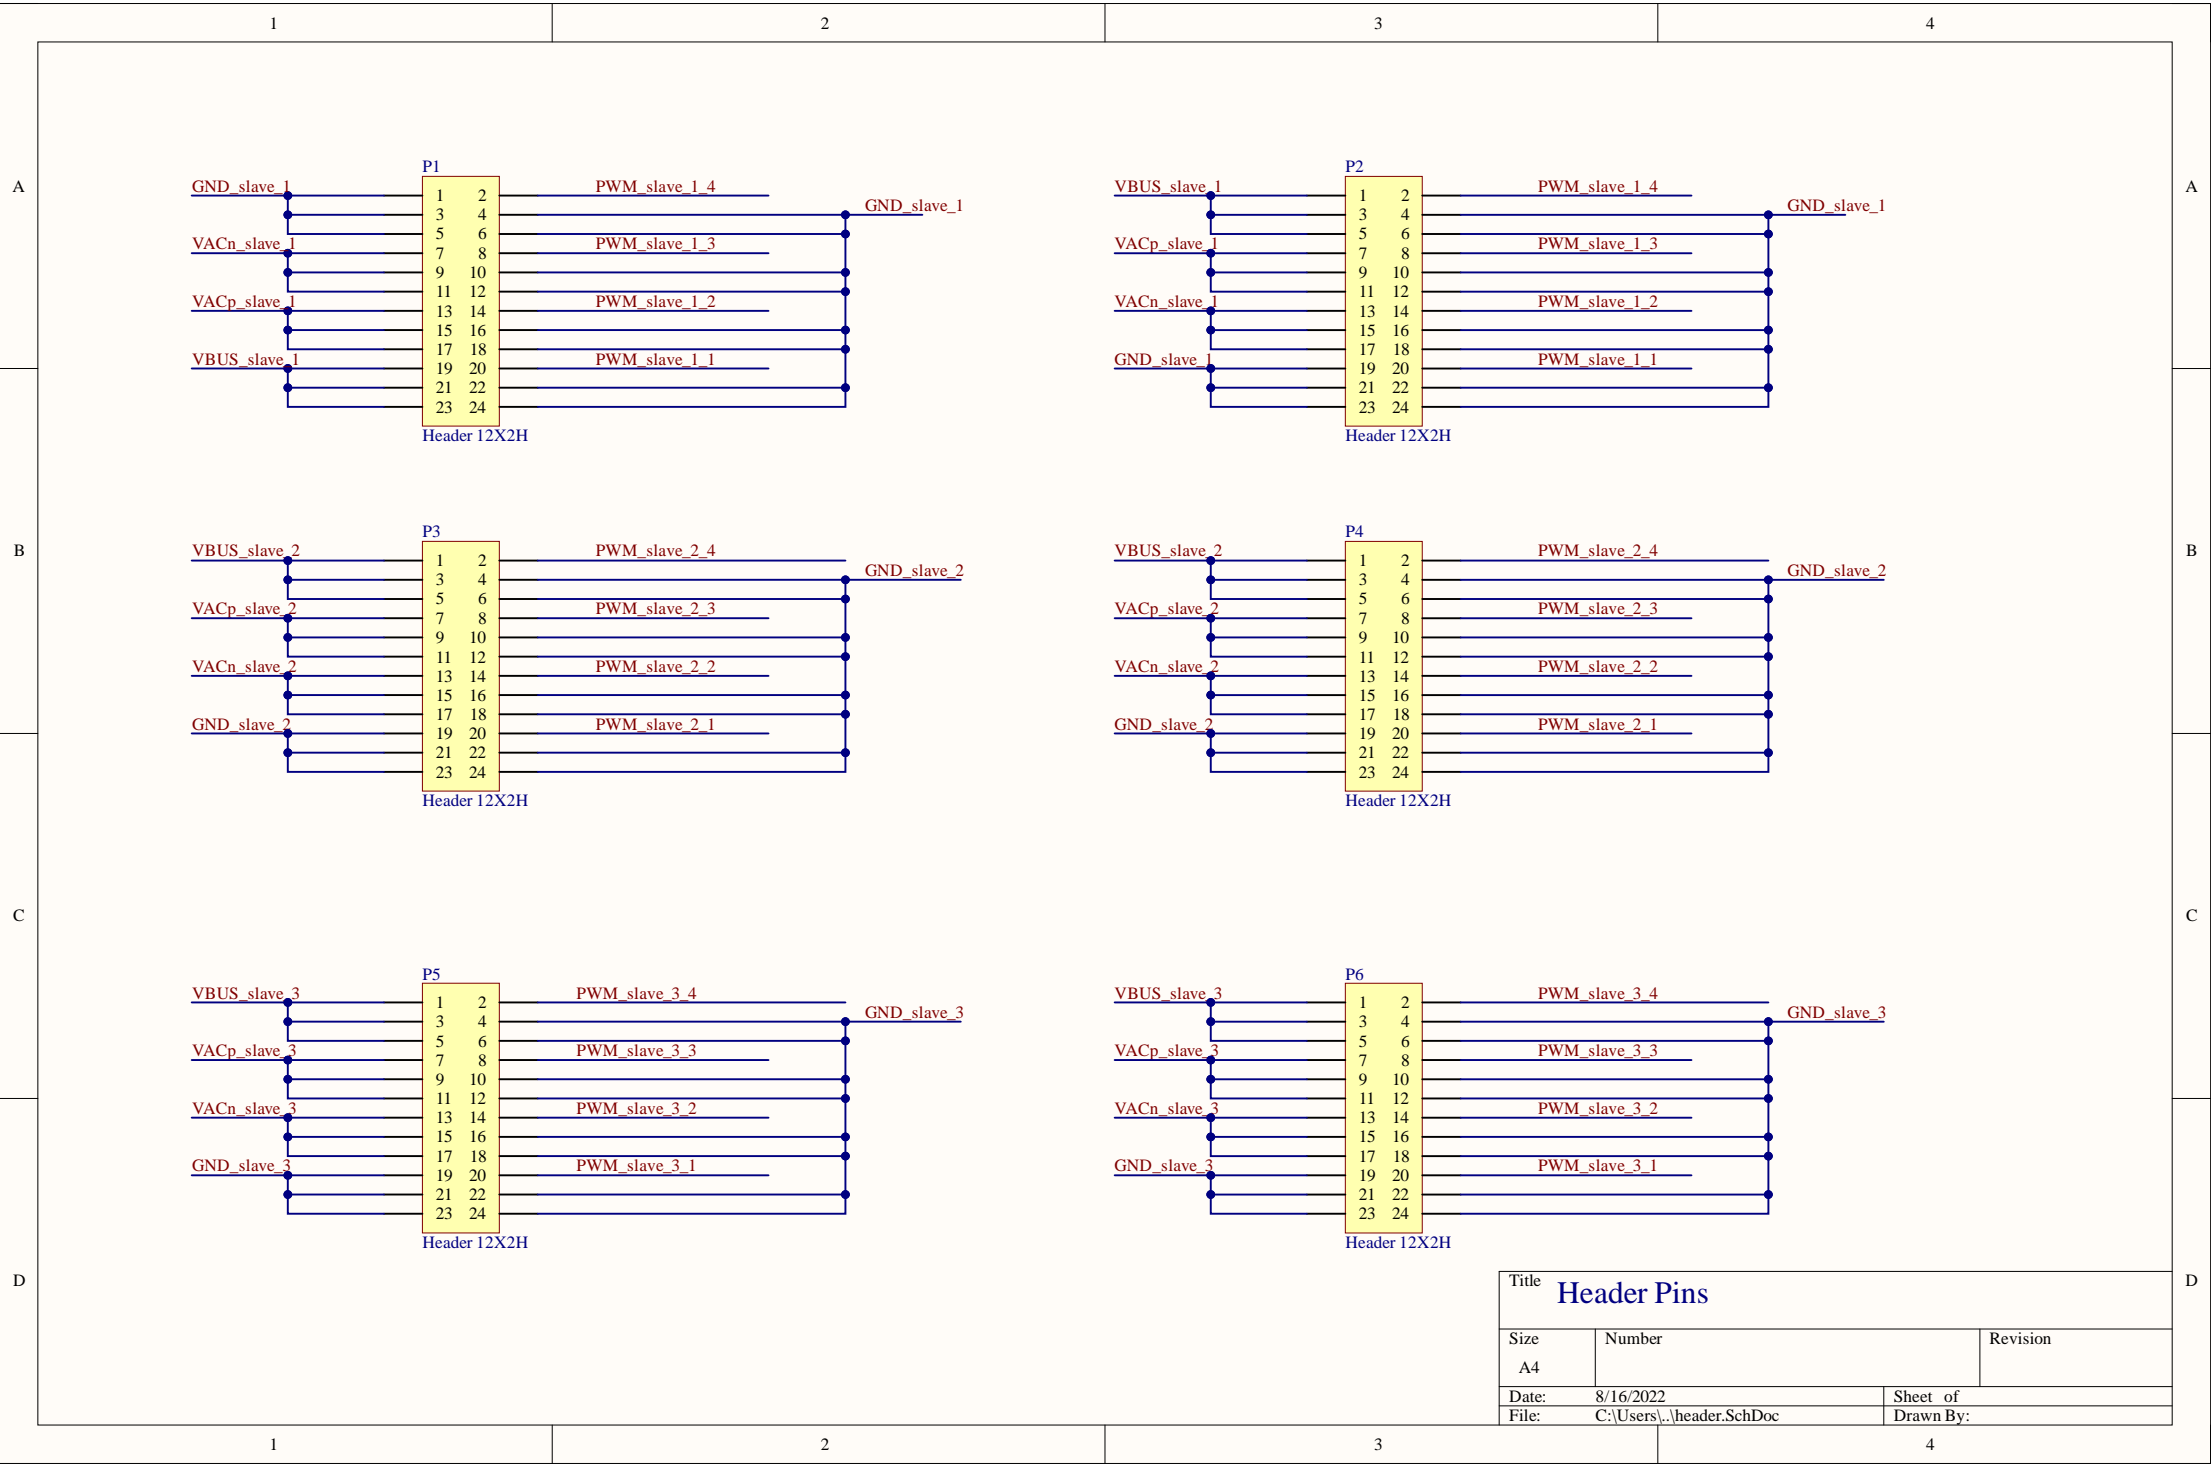 1 2 3 4
A A
P1
GND_slave_1 1 2 PWM_slave_1_4
3 4 GND_slave_1
5 6
VACn_slave_1 7 8 PWM_slave_1_3
9 10
11 12
VACp_slave_1 13 14 PWM_slave_1_2
15 16
17 18
VBUS_slave_1 19 20 PWM_slave_1_1
21 22
23 24
Header 12X2H
P2
VBUS_slave_1 1 2 PWM_slave_1_4
3 4 GND_slave_1
5 6
VACp_slave_1 7 8 PWM_slave_1_3
9 10
11 12
VACn_slave_1 13 14 PWM_slave_1_2
15 16
17 18
GND_slave_1 19 20 PWM_slave_1_1
21 22
23 24
Header 12X2H
B B
P3
VBUS_slave_2 1 2 PWM_slave_2_4
3 4 GND_slave_2
5 6
VACp_slave_2 7 8 PWM_slave_2_3
9 10
11 12
VACn_slave_2 13 14 PWM_slave_2_2
15 16
17 18
GND_slave_2 19 20 PWM_slave_2_1
21 22
23 24
Header 12X2H
P4
VBUS_slave_2 1 2 PWM_slave_2_4
3 4 GND_slave_2
5 6
VACp_slave_2 7 8 PWM_slave_2_3
9 10
11 12
VACn_slave_2 13 14 PWM_slave_2_2
15 16
17 18
GND_slave_2 19 20 PWM_slave_2_1
21 22
23 24
Header 12X2H
C C
P5
VBUS_slave_3 1 2 PWM_slave_3_4
3 4 GND_slave_3
5 6
VACp_slave_3 7 8 PWM_slave_3_3
9 10
11 12
VACn_slave_3 13 14 PWM_slave_3_2
15 16
17 18
GND_slave_3 19 20 PWM_slave_3_1
21 22
23 24
Header 12X2H
P6
VBUS_slave_3 1 2 PWM_slave_3_4
3 4 GND_slave_3
5 6
VACp_slave_3 7 8 PWM_slave_3_3
9 10
11 12
VACn_slave_3 13 14 PWM_slave_3_2
15 16
17 18
GND_slave_3 19 20 PWM_slave_3_1
21 22
23 24
Header 12X2H
D D
Title Header Pins
Size Number Revision
A4
Date: 8/16/2022 Sheet of
File: C:\Users\..\header.SchDoc Drawn By:
1 2 3 4